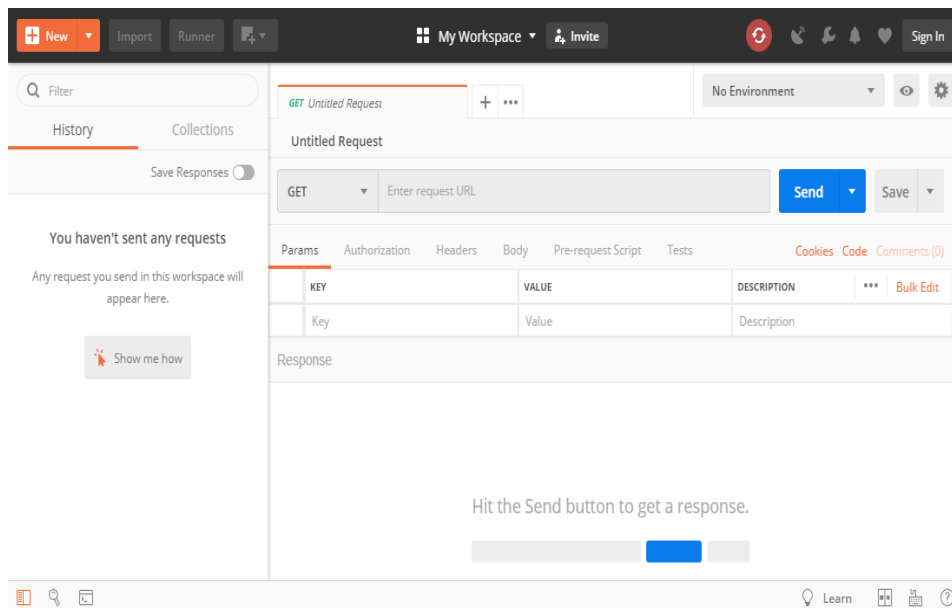 New Import Runner My Workspace Invite Sign In
Filter
History Collections
Save Responses
You haven't sent any requests
Any request you send in this workspace will
appear here.
Show me how
GET Untitled Request
No Environment
Untitled Request
GET Enter request URL Send Save
Params Authorization Headers Body Pre-request Script Tests Cookies Code Comments (0)
KEY VALUE DESCRIPTION Bulk Edit
Key Value Description
Response
Hit the Send button to get a response.
Learn